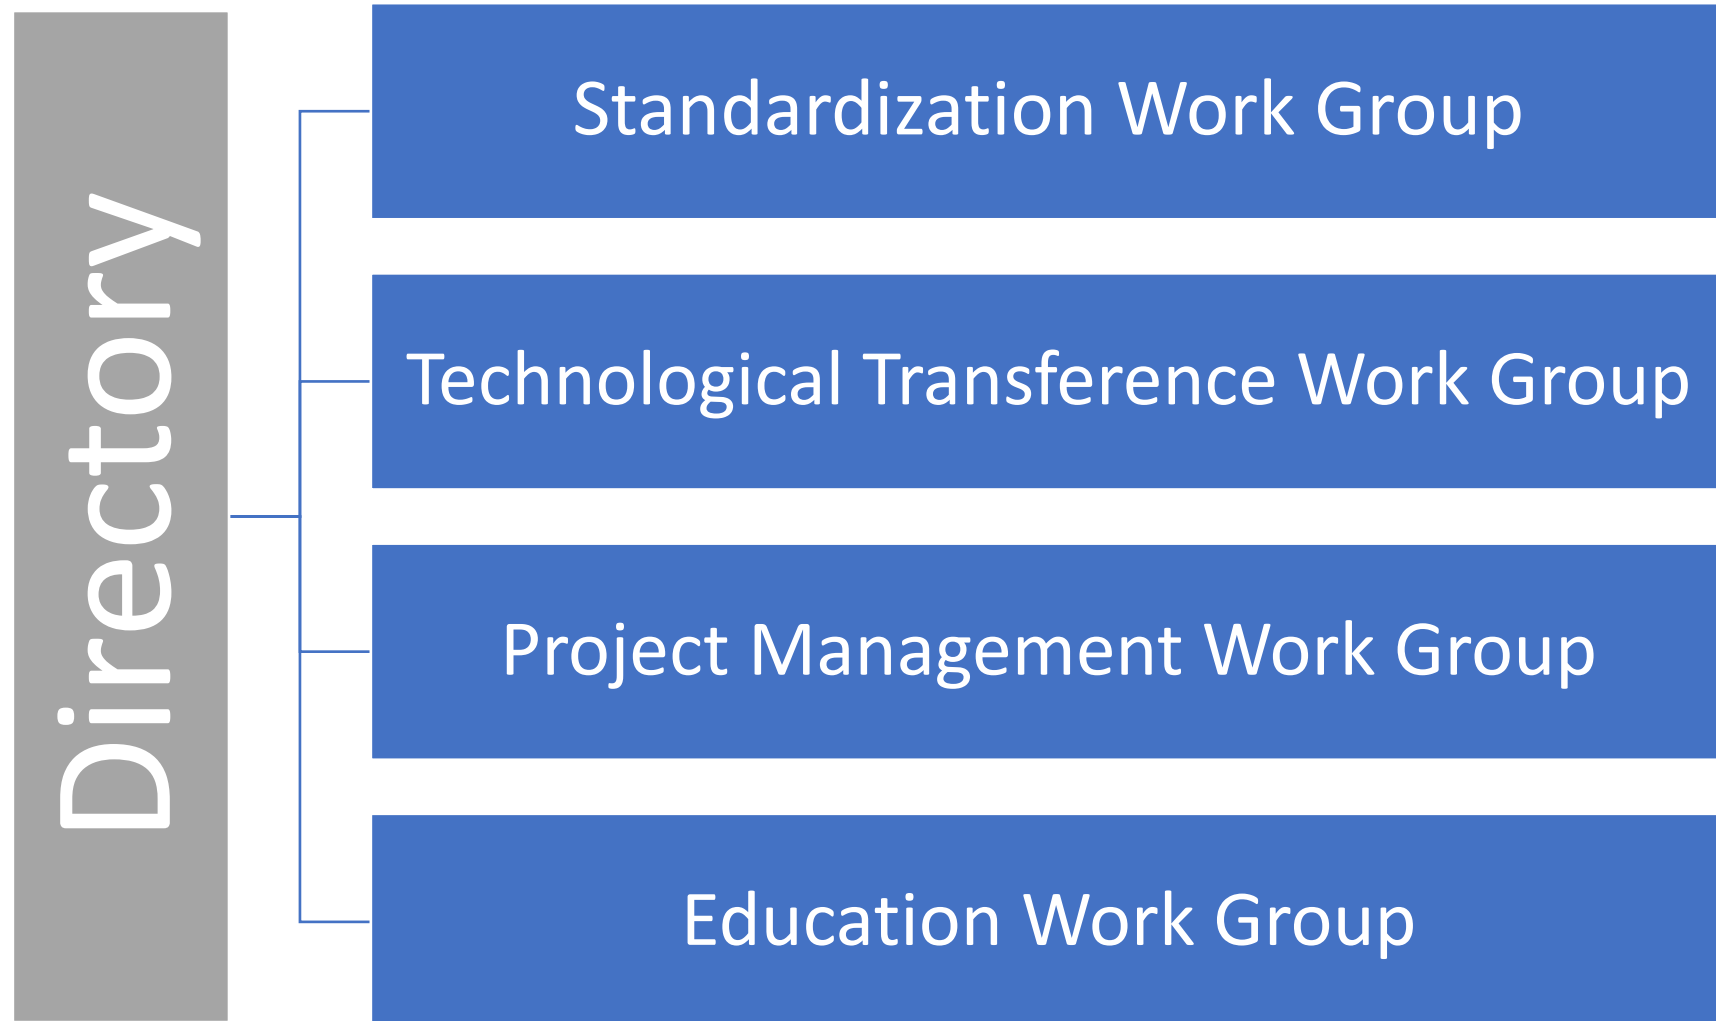 Directory
Standardization Work Group
Technological Transference Work Group
Project Management Work Group
Education Work Group